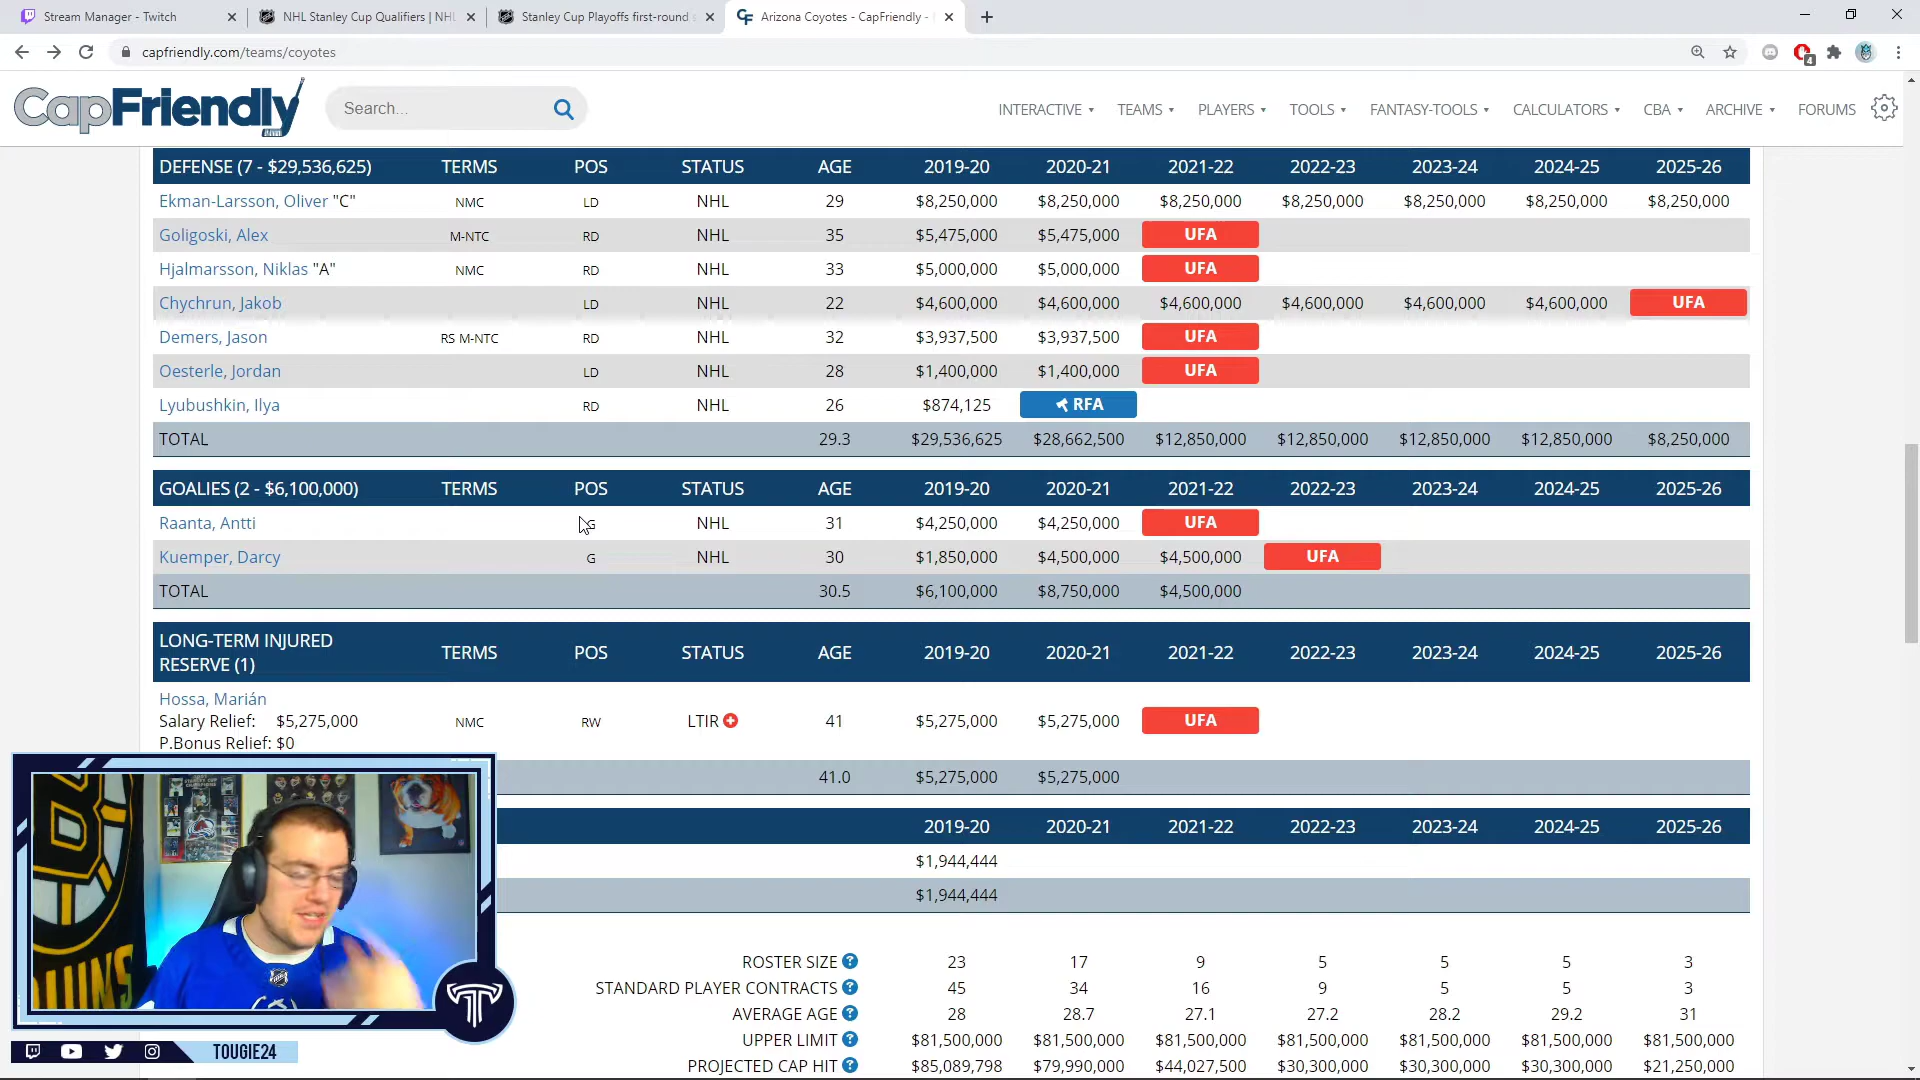 Stream Manager - Twitch
NHL Stanley Cup Qualifiers | NHL
Stanley Cup Playoffs first-round s
Arizona Coyotes - CapFriendly -
capfriendly.com/teams/coyotes
4
CapFriendly
Search...
INTERACTIVE TEAMS PLAYERS TOOLS FANTASY-TOOLS CALCULATORS CBA ARCHIVE FORUMS
DEFENSE (7 - $29,536,625) TERMS POS STATUS AGE 2019-20 2020-21 2021-22 2022-23 2023-24 2024-25 2025-26
Ekman-Larsson, Oliver "C" NMC LD NHL 29 $8,250,000 $8,250,000 $8,250,000 $8,250,000 $8,250,000 $8,250,000 $8,250,000
Goligoski, Alex M-NTC RD NHL 35 $5,475,000 $5,475,000 UFA
Hjalmarsson, Niklas "A" NMC RD NHL 33 $5,000,000 $5,000,000 UFA
Chychrun, Jakob LD NHL 22 $4,600,000 $4,600,000 $4,600,000 $4,600,000 $4,600,000 $4,600,000 UFA
Demers, Jason RS M-NTC RD NHL 32 $3,937,500 $3,937,500 UFA
Oesterle, Jordan LD NHL 28 $1,400,000 $1,400,000 UFA
Lyubushkin, Ilya RD NHL 26 $874,125 RFA
TOTAL 29.3 $29,536,625 $28,662,500 $12,850,000 $12,850,000 $12,850,000 $12,850,000 $8,250,000
GOALIES (2 - $6,100,000) TERMS POS STATUS AGE 2019-20 2020-21 2021-22 2022-23 2023-24 2024-25 2025-26
Raanta, Antti G NHL 31 $4,250,000 $4,250,000 UFA
Kuemper, Darcy G NHL 30 $1,850,000 $4,500,000 $4,500,000 UFA
TOTAL 30.5 $6,100,000 $8,750,000 $4,500,000
LONG-TERM INJURED
RESERVE (1) TERMS POS STATUS AGE 2019-20 2020-21 2021-22 2022-23 2023-24 2024-25 2025-26
Hossa, Marián
Salary Relief: $5,275,000 NMC RW LTIR 41 $5,275,000 $5,275,000 UFA
P.Bonus Relief: $0
41.0 $5,275,000 $5,275,000
2019-20 2020-21 2021-22 2022-23 2023-24 2024-25 2025-26
$1,944,444
$1,944,444
ROSTER SIZE 23 17 9 5 5 5 3
STANDARD PLAYER CONTRACTS 45 34 16 9 5 5 3
AVERAGE AGE 28 28.7 27.1 27.2 28.2 29.2 31
UPPER LIMIT $81,500,000 $81,500,000 $81,500,000 $81,500,000 $81,500,000 $81,500,000 $81,500,000
PROJECTED CAP HIT $85,089,798 $79,990,000 $44,027,500 $30,300,000 $30,300,000 $30,300,000 $21,250,000
TOUGIE24